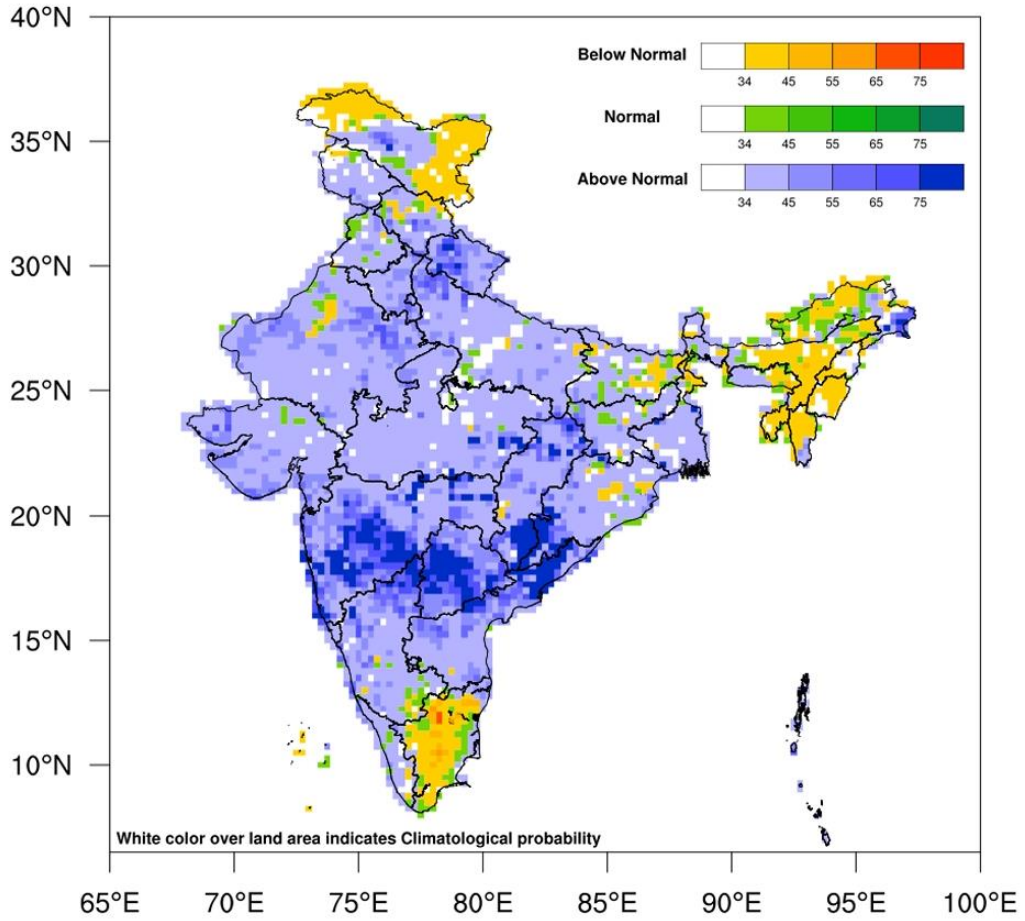 40°N
35°N
30°N
25°N
20°N
15°N
10°N
Below Normal
34 45 55 65 75
Normal
34 45 55 65 75
Above Normal
34 45 55 65 75
White color over land area indicates Climatological probability
65°E 70°E 75°E 80°E 85°E 90°E 95°E 100°E